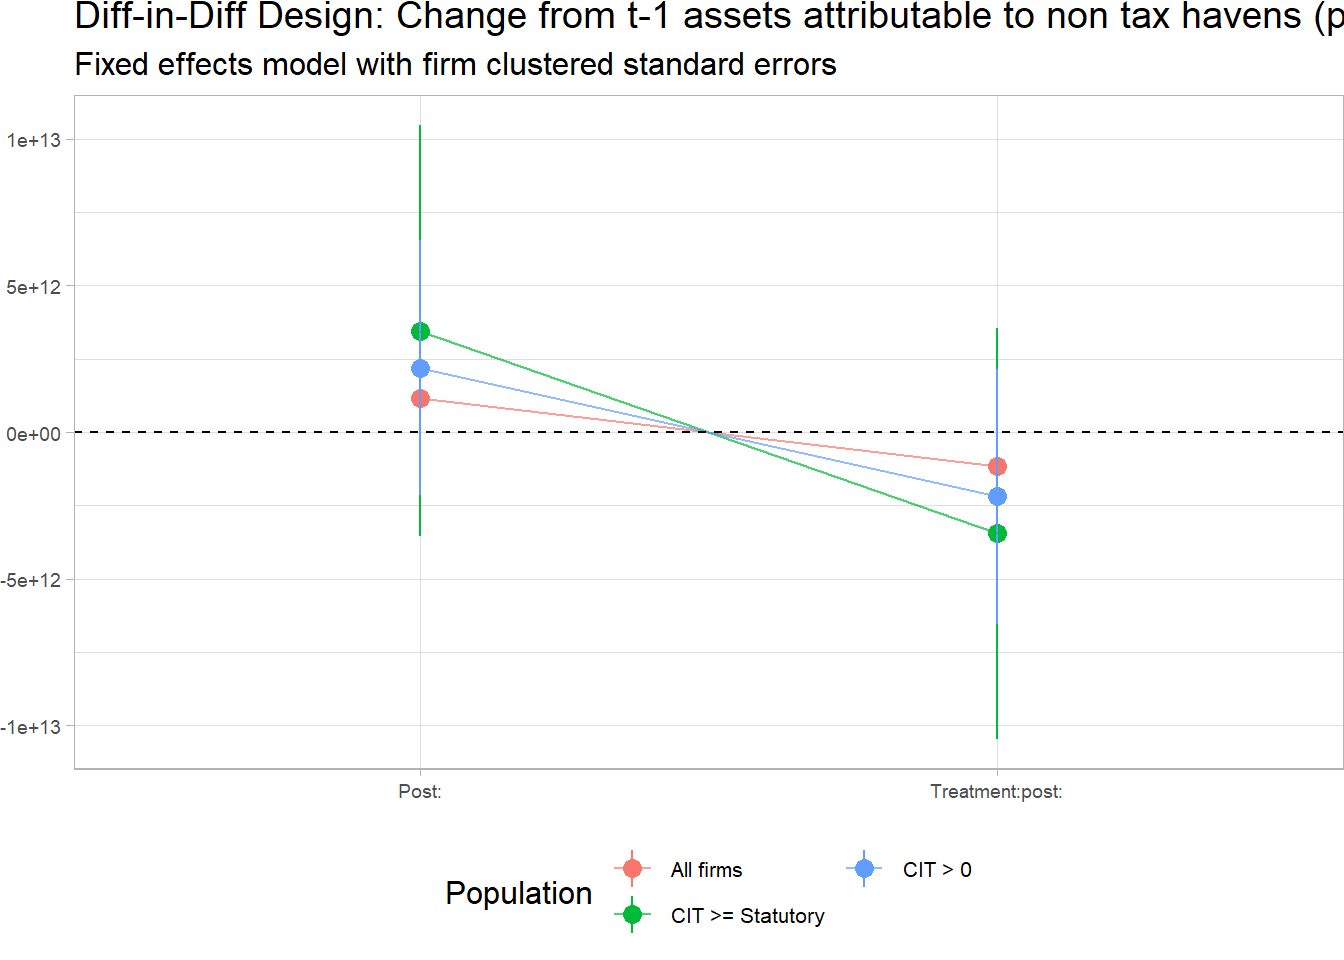 Diff-in-Diff Design: Change from t-1 assets attributable to non tax havens (p
Fixed effects model with firm clustered standard errors
1e+13
5e+12
0e+00
-5e+12
-1e+13
Post:
Treatment:post:
Population
All firms
CIT > 0
CIT >= Statutory